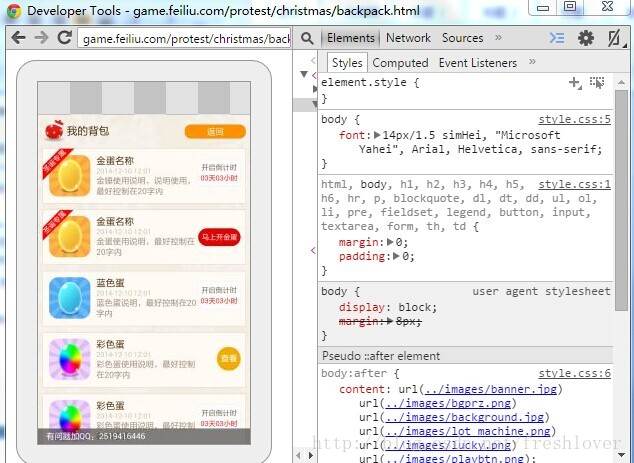 Developer Tools - game.feiliu.com/protest/christmas/backpack.html
game.feiliu.com/protest/christmas/back
Elements Network Sources »
Styles Computed Event Listeners »
我的背包
返回
圣诞专属
金蛋名称
2014-12-10 12:01
金锤使用说明，说明使用，
最好控制在20字内
开启倒计时
03天03小时
圣诞专属
金蛋名称
2014-12-10 12:01
金蛋使用说明，最好控制在
20字内
马上开金蛋
蓝色蛋
2014-12-10 12:01
蓝色蛋说明，最好控制在20
字内
开启倒计时
03天03小时
彩色蛋
2014-12-10 12:01
彩蛋使用说明，最好控制
在20字内
查看
彩色蛋
2014-12-10 12:01
彩蛋使用说明，最好控制在
开启倒计时
03天03小时
有问题加QQ：2519416446
element.style {
}
body { style.css:5
font:▶14px/1.5 simHei, "Microsoft
Yahei", Arial, Helvetica, sans-serif;
}
html, body, h1, h2, h3, h4, h5, style.css:1
h6, hr, p, blockquote, dl, dt, dd, ul, ol,
li, pre, fieldset, legend, button, input,
textarea, form, th, td {
margin:▶0;
padding:▶0;
}
body { user agent stylesheet
display: block;
margin:▶8px;
}
Pseudo ::after element
body:after { style.css:6
content: url(../images/banner.jpg)
url(../images/bgprz.png)
url(../images/background.jpg)
url(../images/lot_machine.png)
url(../images/playbtn.png)